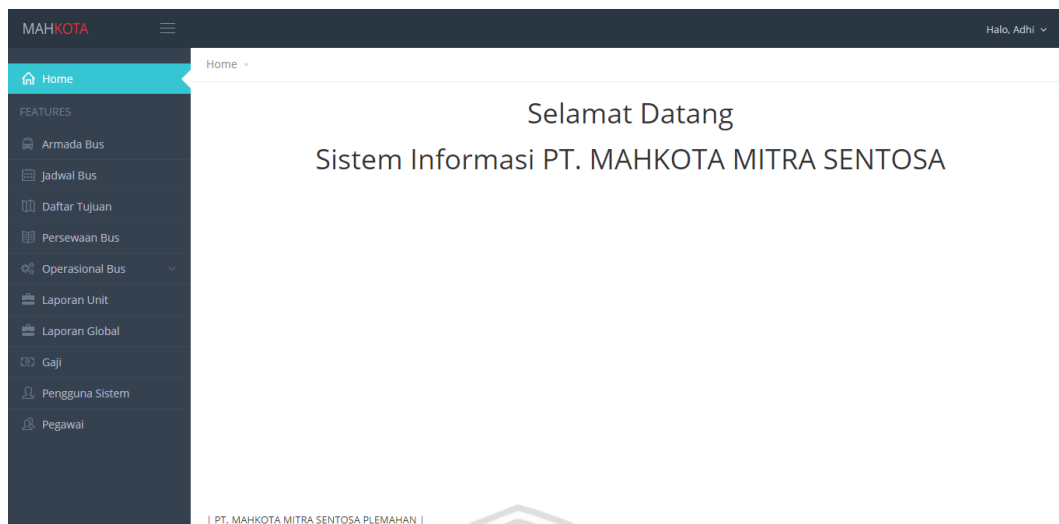 MAHKOTA
Halo, Adhi
Home
Home
FEATURES
Armada Bus
Jadwal Bus
Daftar Tujuan
Persewaan Bus
Operasional Bus
Laporan Unit
Laporan Global
Gaji
Pengguna Sistem
Pegawai
Selamat Datang
Sistem Informasi PT. MAHKOTA MITRA SENTOSA
| PT. MAHKOTA MITRA SENTOSA PLEMAHAN |